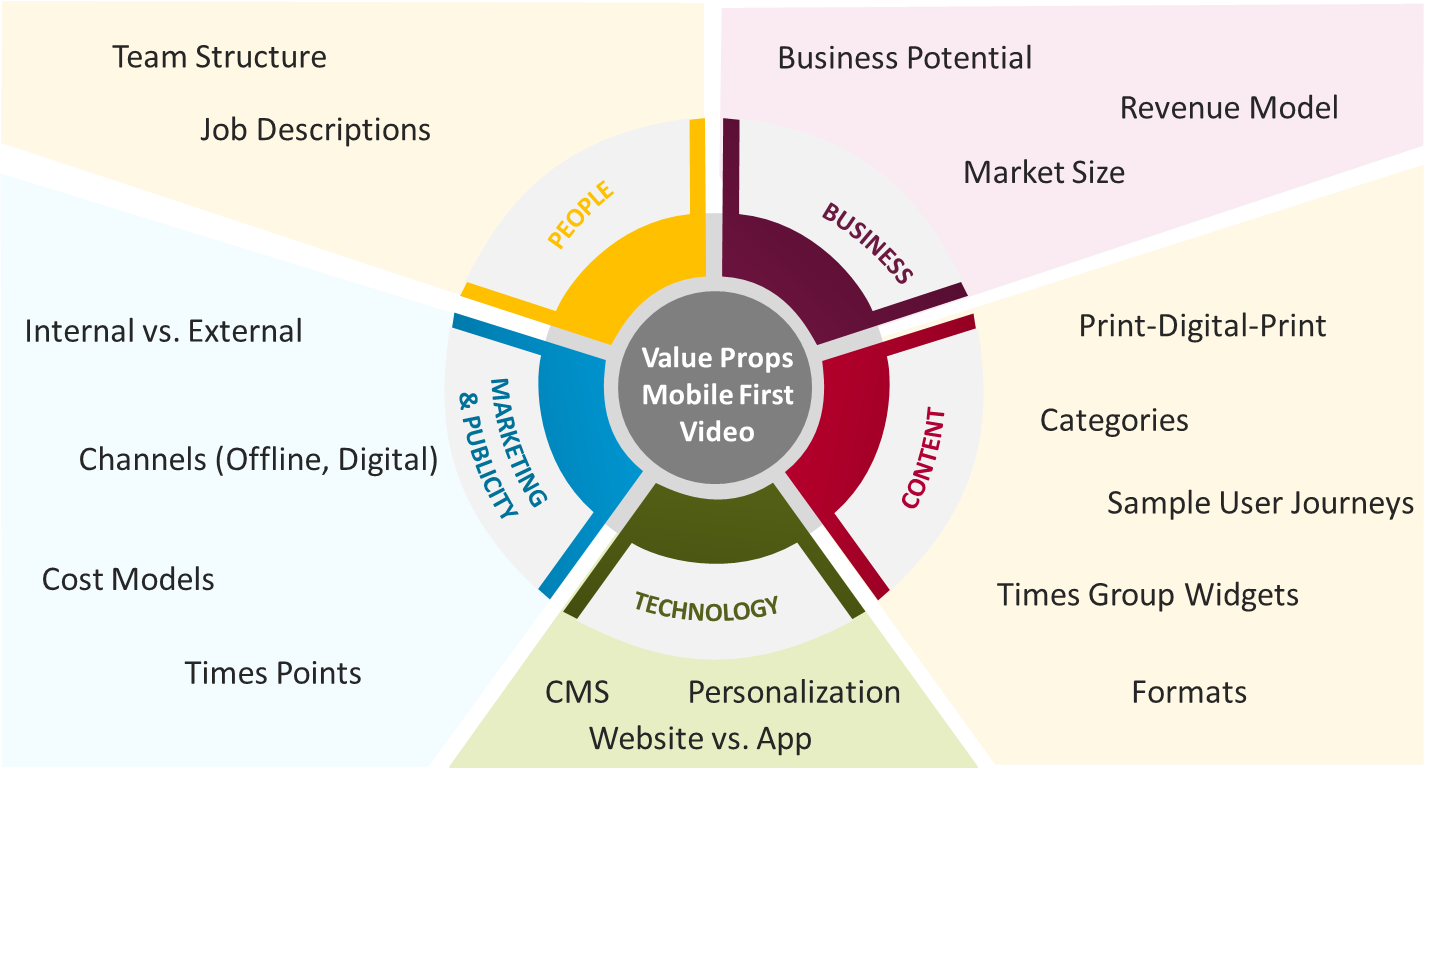 Team Structure
Job Descriptions
Business Potential
Revenue Model
Market Size
PEOPLE
BUSINESS
Internal vs. External
Channels (Offline, Digital)
Cost Models
Times Points
MARKETING
& PUBLICITY
Value Props
Mobile First
Video
CONTENT
Print-Digital-Print
Categories
Sample User Journeys
Times Group Widgets
Formats
TECHNOLOGY
CMS
Personalization
Website vs. App